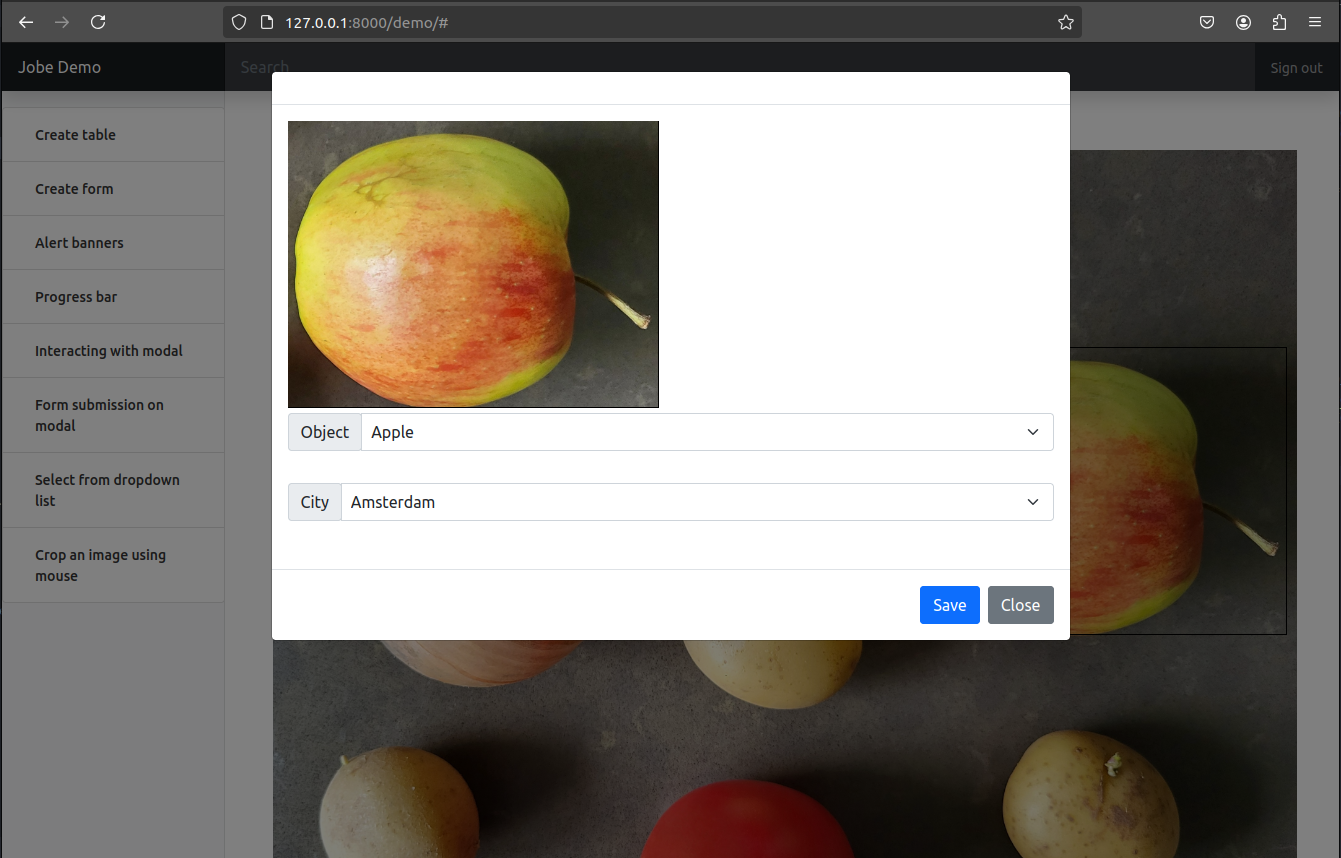 127.0.0.1:8000/demo/#
Jobe Demo
Search
Sign out
Create table
Create form
Alert banners
Progress bar
Interacting with modal
Form submission on
modal
Select from dropdown
list
Crop an image using
mouse
Object Apple
City Amsterdam
Save Close